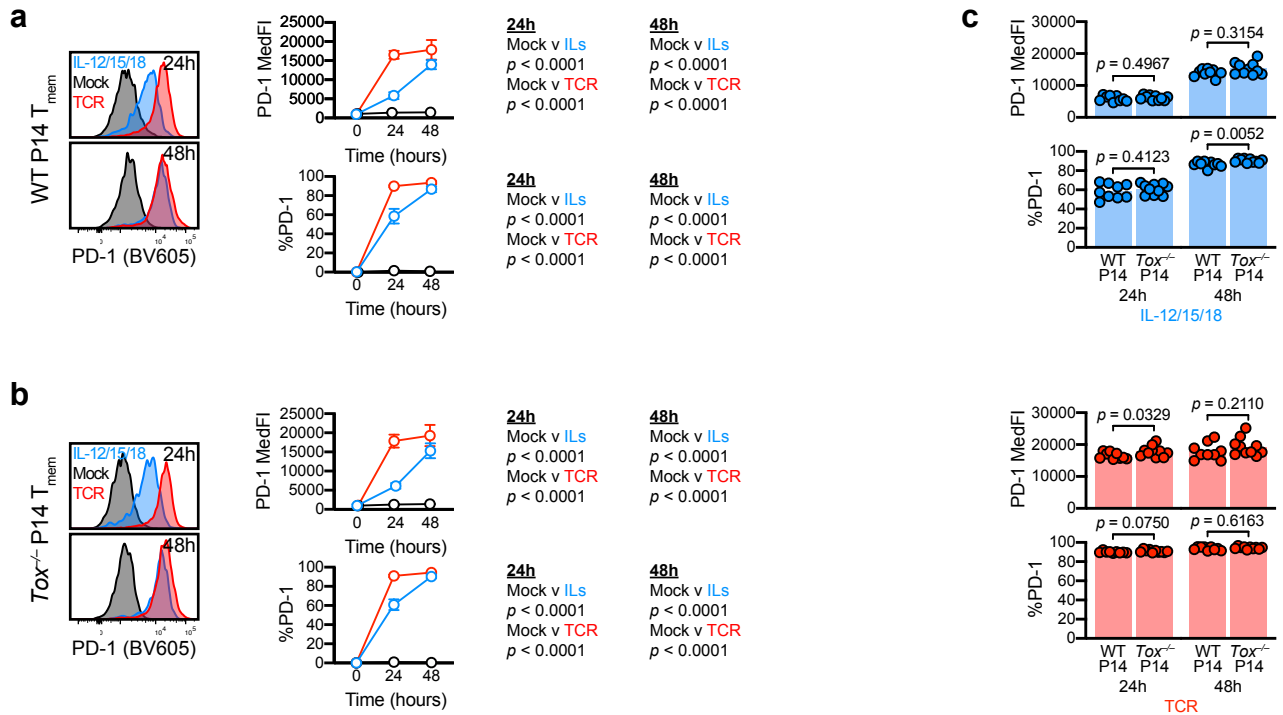 a
WT P14 Tmem
IL-12/15/18
Mock
TCR
24h
48h
0 10⁴ 10⁵
PD-1 (BV605)
PD-1 MedFI
25000
20000
15000
10000
5000
0
0 24 48
Time (hours)
%PD-1
100
80
60
40
20
0
0 24 48
Time (hours)
24h
Mock v ILs
p < 0.0001
Mock v TCR
p < 0.0001
48h
Mock v ILs
p < 0.0001
Mock v TCR
p < 0.0001
Mock v ILs
p < 0.0001
Mock v TCR
p < 0.0001
Mock v ILs
p < 0.0001
Mock v TCR
p < 0.0001
b
Tox–/– P14 Tmem
IL-12/15/18
Mock
TCR
24h
48h
0 10⁴ 10⁵
PD-1 (BV605)
PD-1 MedFI
25000
20000
15000
10000
5000
0
0 24 48
Time (hours)
%PD-1
100
80
60
40
20
0
0 24 48
Time (hours)
24h
Mock v ILs
p < 0.0001
Mock v TCR
p < 0.0001
48h
Mock v ILs
p < 0.0001
Mock v TCR
p < 0.0001
24h
Mock v ILs
p < 0.0001
Mock v TCR
p < 0.0001
48h
Mock v ILs
p < 0.0001
Mock v TCR
p < 0.0001
c
PD-1 MedFI
30000
20000
10000
0
p = 0.4967
p = 0.3154
%PD-1
100
80
60
40
20
0
p = 0.4123
p = 0.0052
WT P14
Tox–/– P14
WT P14
Tox–/– P14
24h
48h
IL-12/15/18
PD-1 MedFI
30000
20000
10000
0
p = 0.0329
p = 0.2110
%PD-1
100
80
60
40
20
0
p = 0.0750
p = 0.6163
WT P14
Tox–/– P14
WT P14
Tox–/– P14
24h
48h
TCR